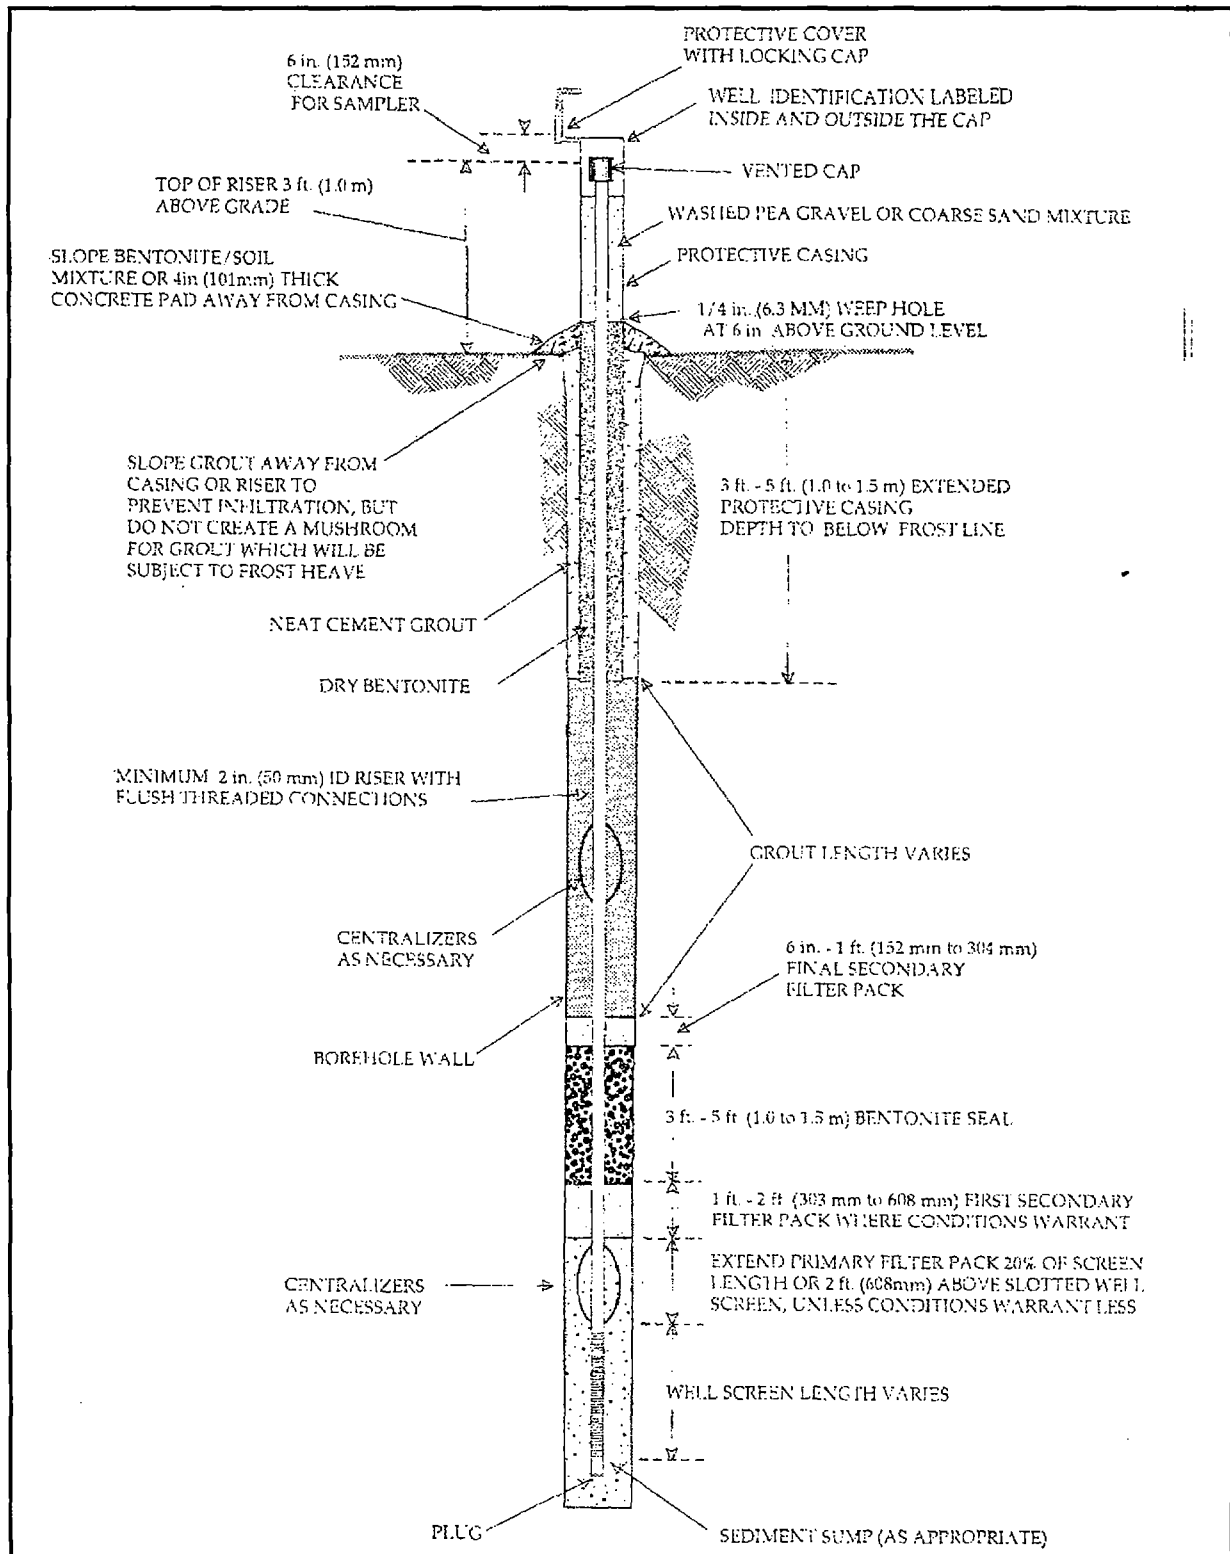 PROTECTIVE COVER
WITH LOCKING CAP
6 in. (152 mm)
CLEARANCE
FOR SAMPLER
WELL IDENTIFICATION LABELED
INSIDE AND OUTSIDE THE CAP
VENTED CAP
TOP OF RISER 3 ft. (1.0 m)
ABOVE GRADE
WASHED PEA GRAVEL OR COARSE SAND MIXTURE
SLOPE BENTONITE/SOIL
MIXTURE OR 4in (101mm) THICK
CONCRETE PAD AWAY FROM CASING
PROTECTIVE CASING
1/4 in. (6.3 MM) WEEP HOLE
AT 6 in ABOVE GROUND LEVEL
SLOPE GROUT AWAY FROM
CASING OR RISER TO
PREVENT INFILTRATION, BUT
DO NOT CREATE A MUSHROOM
FOR GROUT WHICH WILL BE
SUBJECT TO FROST HEAVE
3 ft. - 5 ft. (1.0 to 1.5 m) EXTENDED
PROTECTIVE CASING
DEPTH TO BELOW FROST LINE
NEAT CEMENT GROUT
DRY BENTONITE
MINIMUM 2 in. (50 mm) ID RISER WITH
FLUSH THREADED CONNECTIONS
GROUT LENGTH VARIES
CENTRALIZERS
AS NECESSARY
6 in. - 1 ft. (152 mm to 304 mm)
FINAL SECONDARY
FILTER PACK
BOREHOLE WALL
3 ft. - 5 ft (1.0 to 1.5 m) BENTONITE SEAL
1 ft. - 2 ft (303 mm to 608 mm) FIRST SECONDARY
FILTER PACK WHERE CONDITIONS WARRANT
EXTEND PRIMARY FILTER PACK 20% OF SCREEN
LENGTH OR 2 ft. (608mm) ABOVE SLOTTED WELL
SCREEN, UNLESS CONDITIONS WARRANT LESS
CENTRALIZERS
AS NECESSARY
WELL SCREEN LENGTH VARIES
PLUG
SEDIMENT SUMP (AS APPROPRIATE)